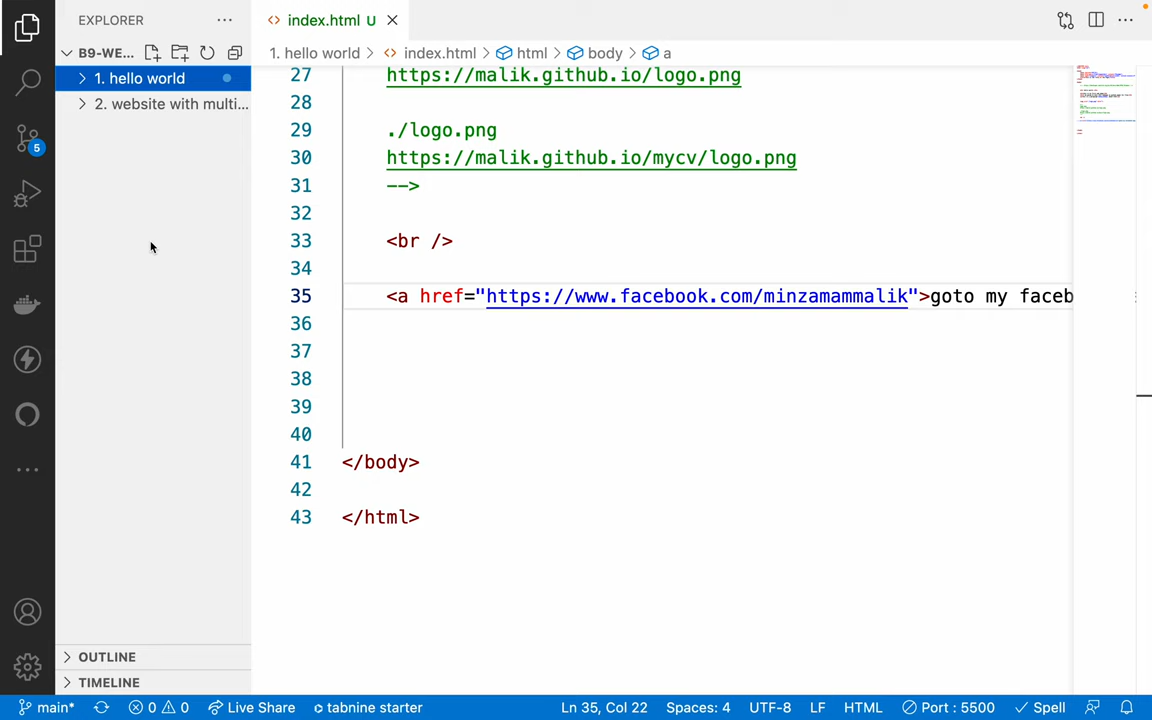 EXPLORER
B9-WE...
1. hello world
2. website with multi...
5
OUTLINE
TIMELINE
index.html U
1. hello world > index.html > html > body > a
27 https://malik.github.io/logo.png
28
29 ./logo.png
30 https://malik.github.io/mycv/logo.png
31 -->
32
33 <br />
34
35 <a href="https://www.facebook.com/minzamammalik">goto my faceb
36
37
38
39
40
41 </body>
42
43 </html>
main* 0 0 Live Share tabnine starter Ln 35, Col 22 Spaces: 4 UTF-8 LF HTML Port : 5500 Spell